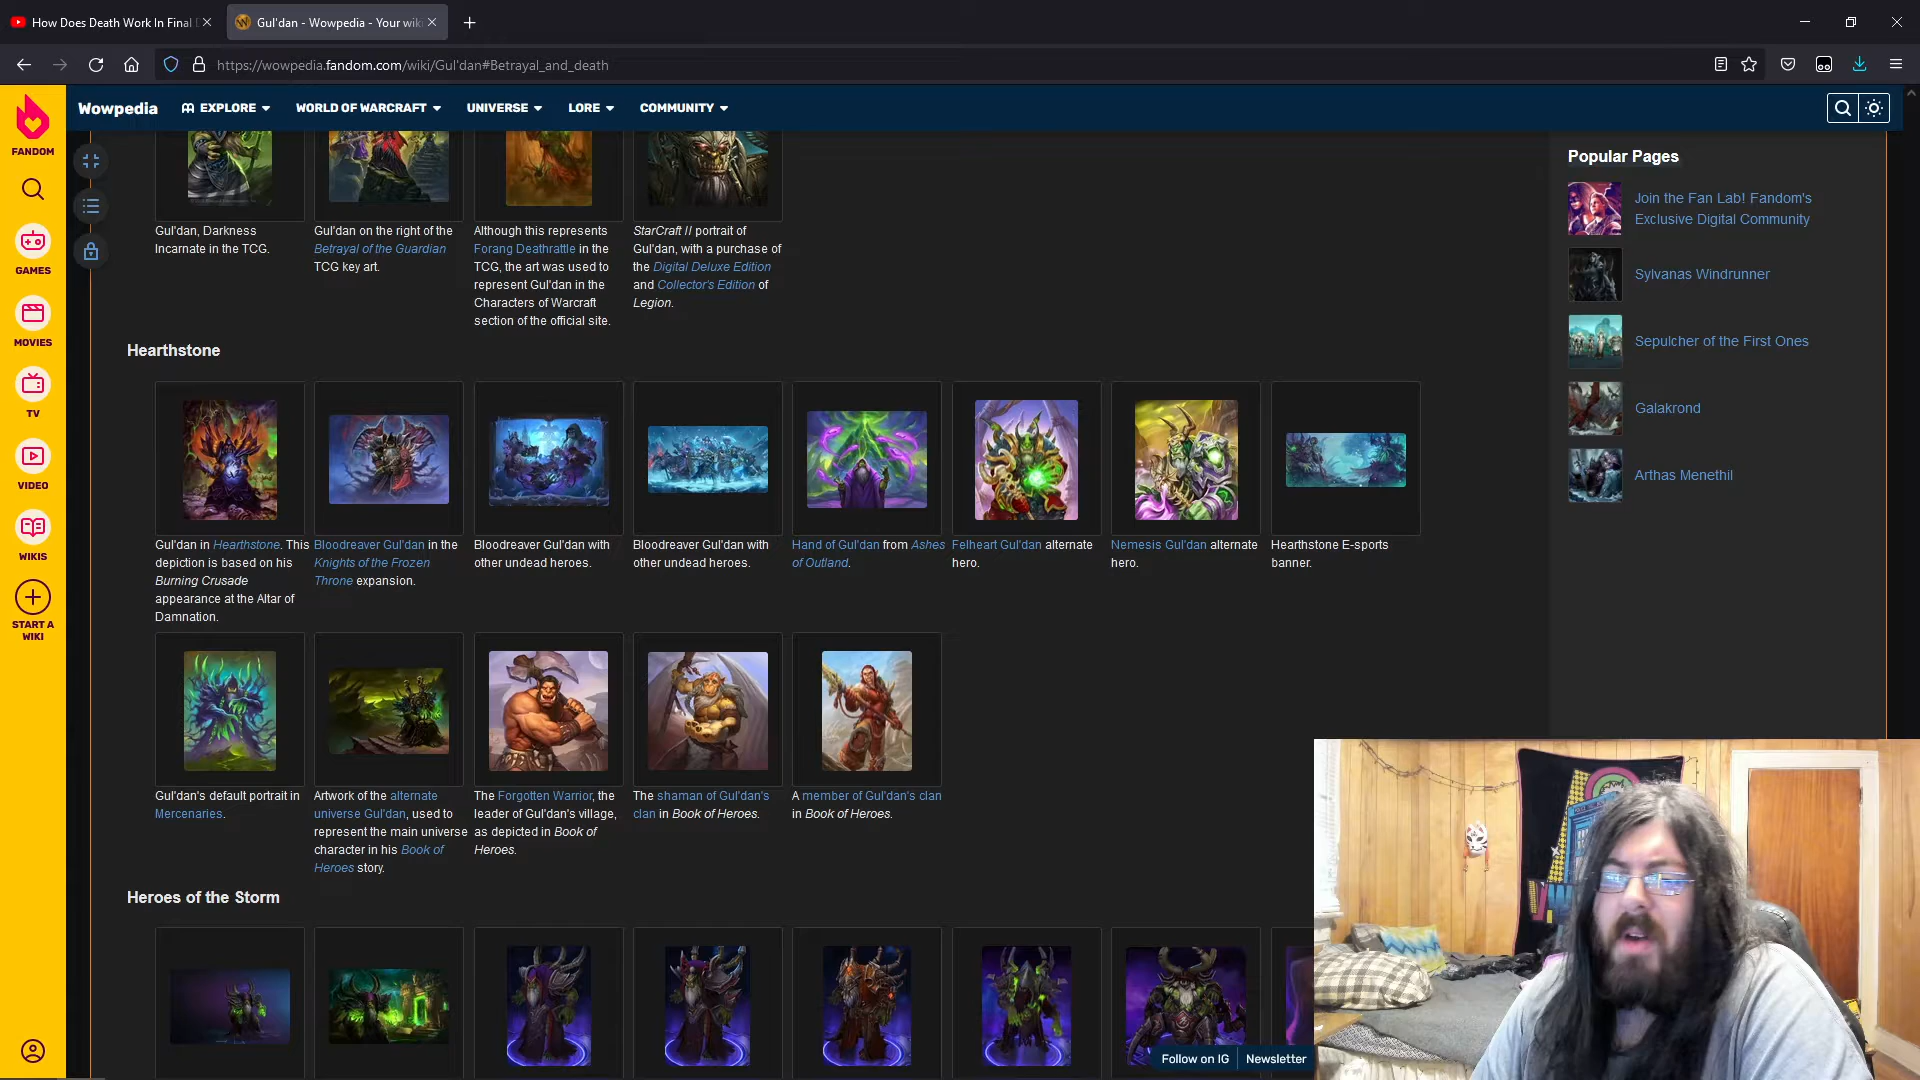 How Does Death Work In Final
Gul'dan - Wowpedia - Your wiki
https://wowpedia.fandom.com/wiki/Gul'dan#Betrayal_and_death
FANDOM
GAMES
MOVIES
TV
VIDEO
WIKIS
START A
WIKI
Wowpedia
EXPLORE
WORLD OF WARCRAFT
UNIVERSE
LORE
COMMUNITY
Gul'dan, Darkness
Incarnate in the TCG.
Gul'dan on the right of the
Betrayal of the Guardian
TCG key art.
Although this represents
Forang Deathrattle in the
TCG, the art was used to
represent Gul'dan in the
Characters of Warcraft
section of the official site.
StarCraft II portrait of
Gul'dan, with a purchase of
the Digital Deluxe Edition
and Collector's Edition of
Legion.
Hearthstone
Gul'dan in Hearthstone. This
depiction is based on his
Burning Crusade
appearance at the Altar of
Damnation.
Bloodreaver Gul'dan in the
Knights of the Frozen
Throne expansion.
Bloodreaver Gul'dan with
other undead heroes.
Bloodreaver Gul'dan with
other undead heroes.
Hand of Gul'dan from Ashes
of Outland.
Felheart Gul'dan alternate
hero.
Nemesis Gul'dan alternate
hero.
Hearthstone E-sports
banner.
Gul'dan's default portrait in
Mercenaries.
Artwork of the alternate
universe Gul'dan, used to
represent the main universe
character in his Book of
Heroes story.
The Forgotten Warrior, the
leader of Gul'dan's village,
as depicted in Book of
Heroes.
The shaman of Gul'dan's
clan in Book of Heroes.
A member of Gul'dan's clan
in Book of Heroes.
Heroes of the Storm
Popular Pages
Join the Fan Lab! Fandom's
Exclusive Digital Community
Sylvanas Windrunner
Sepulcher of the First Ones
Galakrond
Arthas Menethil
Follow on IG
Newsletter